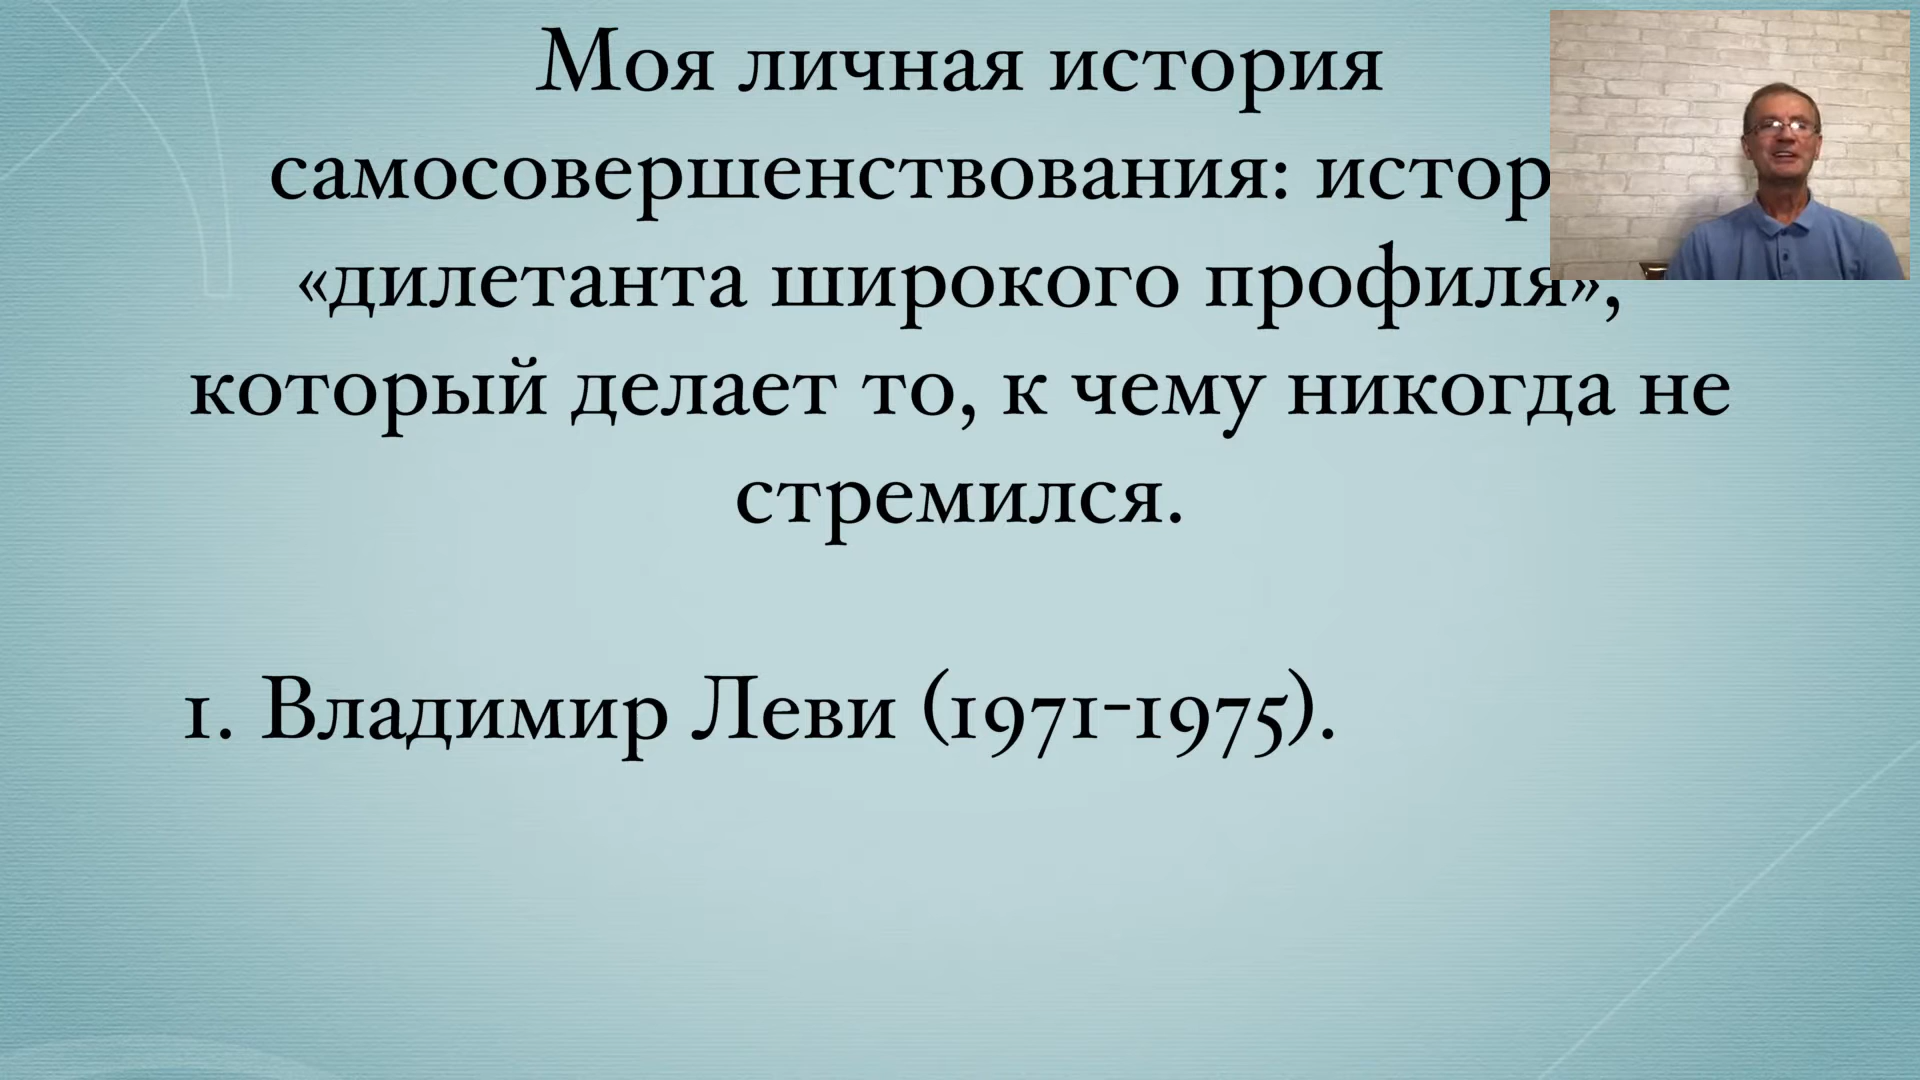 Моя личная история
самосовершенствования:
«дилетанта широкого профиля»,
который делает то, к чему никогда не
стремился.
1. Владимир Леви (1971-1975).